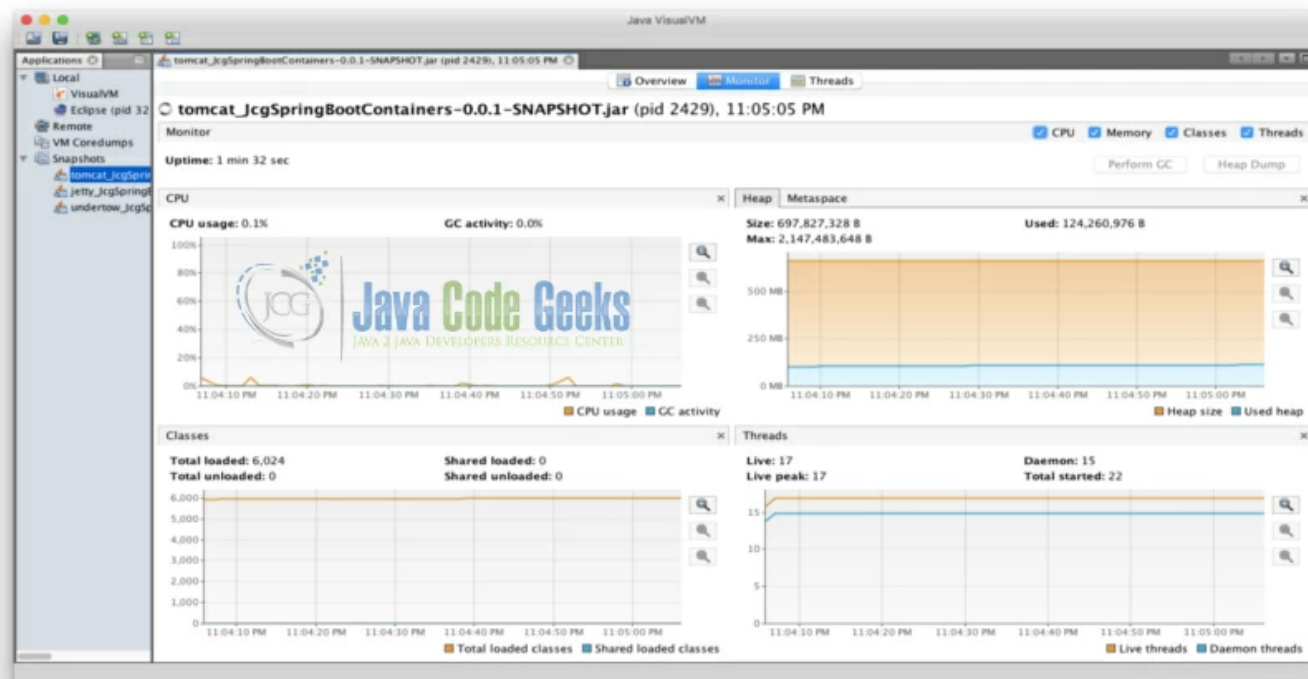 Java VisualVM
Applications
tomcat_JcgSpringBootContainers-0.0.1-SNAPSHOT.jar (pid 2429), 11:05:05 PM
Local
VisualVM
Eclipse (pid 32
Remote
VM Coredumps
Snapshots
tomcat_JcgSprin
jetty_JcgSpringB
undertow_JcgSp
Overview Monitor Threads
tomcat_JcgSpringBootContainers-0.0.1-SNAPSHOT.jar (pid 2429), 11:05:05 PM
Monitor CPU Memory Classes Threads
Uptime: 1 min 32 sec
Perform GC Heap Dump
CPU
CPU usage: 0.1% GC activity: 0.0%
100%
80%
60%
40%
20%
0%
JCG
Java Code Geeks
JAVA 2 JAVA DEVELOPERS RESOURCE CENTER
11:04:10 PM 11:04:20 PM 11:04:30 PM 11:04:40 PM 11:04:50 PM 11:05:00 PM
CPU usage GC activity
Heap Metaspace
Size: 697,827,328 B Used: 124,260,976 B
Max: 2,147,483,648 B
500 MB
250 MB
0 MB
11:04:10 PM 11:04:20 PM 11:04:30 PM 11:04:40 PM 11:04:50 PM 11:05:00 PM
Heap size Used heap
Classes
Total loaded: 6,024 Shared loaded: 0
Total unloaded: 0 Shared unloaded: 0
6,000
5,000
4,000
3,000
2,000
1,000
0
11:04:10 PM 11:04:20 PM 11:04:30 PM 11:04:40 PM 11:04:50 PM 11:05:00 PM
Total loaded classes Shared loaded classes
Threads
Live: 17 Daemon: 15
Live peak: 17 Total started: 22
15
10
5
0
11:04:10 PM 11:04:20 PM 11:04:30 PM 11:04:40 PM 11:04:50 PM 11:05:00 PM
Live threads Daemon threads